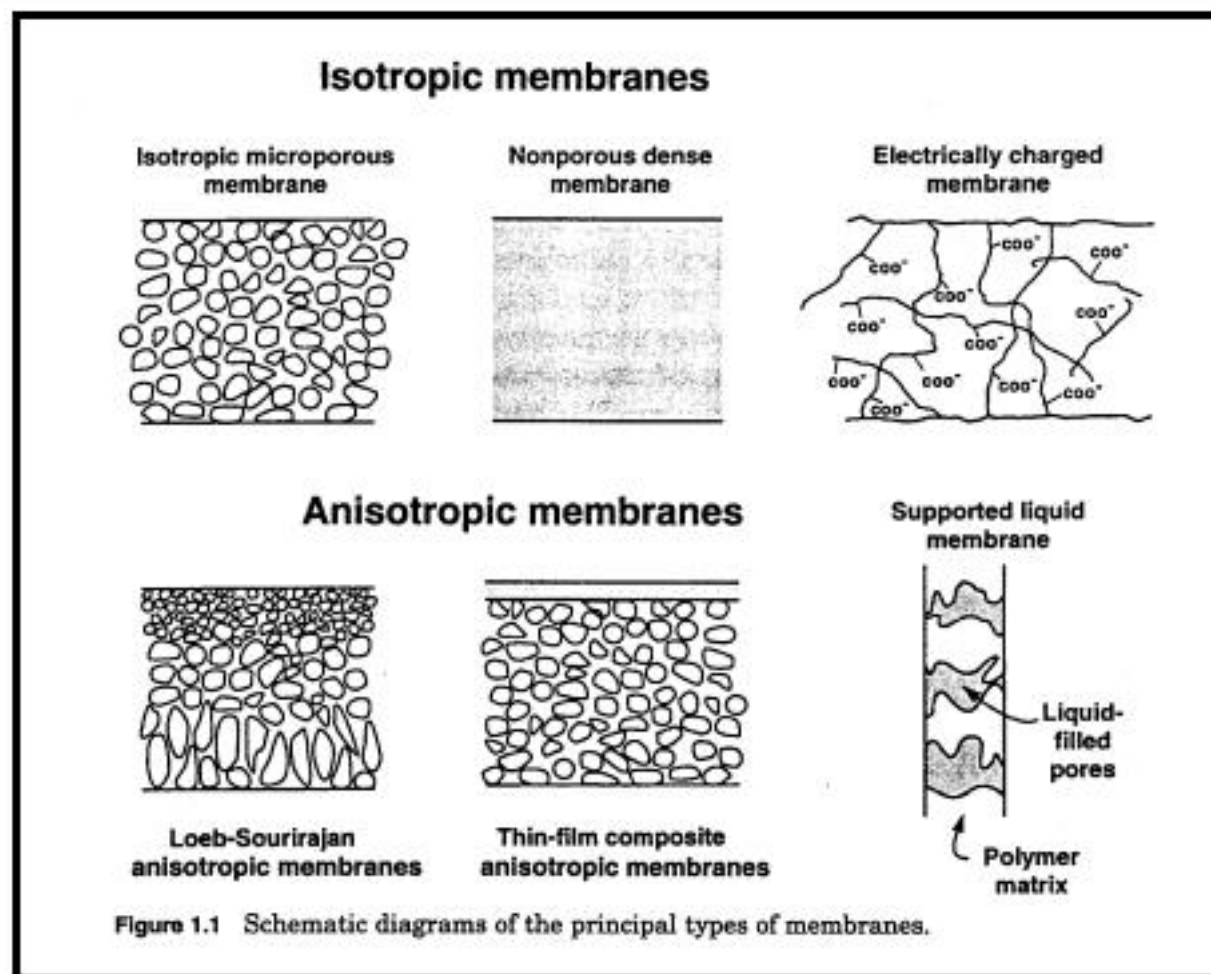 Isotropic membranes
Isotropic microporous
membrane
Nonporous dense
membrane
Electrically charged
membrane
COO⁻
COO⁻
COO⁻
COO⁻
COO⁻
COO⁻
COO⁻
COO⁻
COO⁻
COO⁻
COO⁻
COO⁻
Anisotropic membranes
Supported liquid
membrane
Liquid-
filled
pores
Polymer
matrix
Loeb-Sourirajan
anisotropic membranes
Thin-film composite
anisotropic membranes
Figure 1.1 Schematic diagrams of the principal types of membranes.